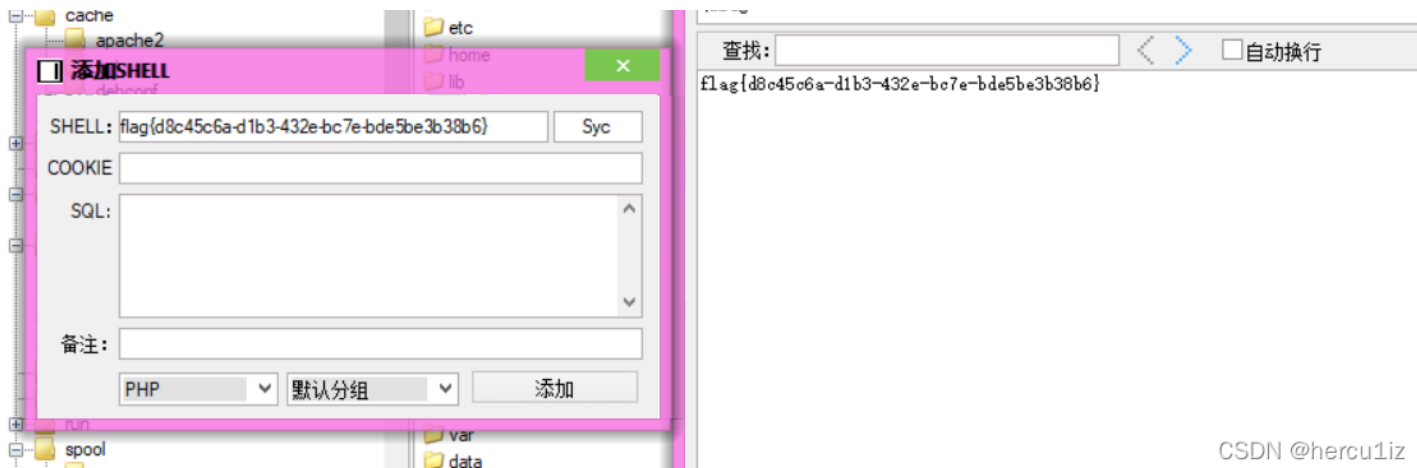 cache
apache2
debconf
etc
home
lib
添加SHELL
SHELL: flag{d8c45c6a-d1b3-432e-bc7e-bde5be3b38b6} Syc
COOKIE
SQL:
备注:
PHP 默认分组 添加
run
spool
var
data
查找: 自动换行
flag{d8c45c6a-d1b3-432e-bc7e-bde5be3b38b6}
CSDN @hercu1iz